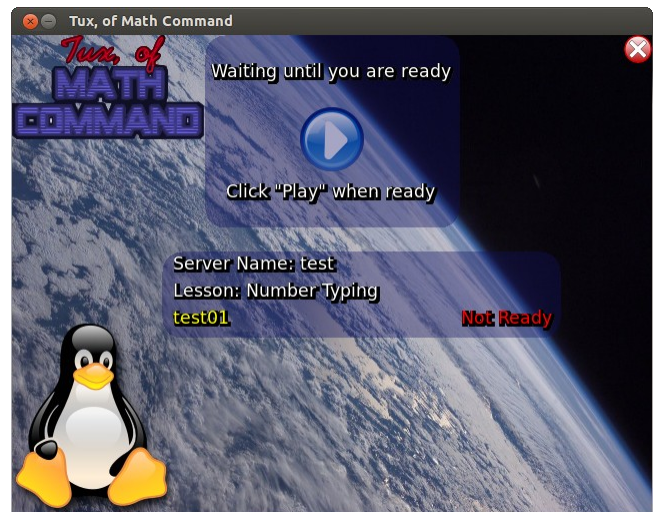 Tux, of Math Command
Tux, of
MATH
COMMAND
Waiting until you are ready
Click "Play" when ready
Server Name: test
Lesson: Number Typing
test01 Not Ready